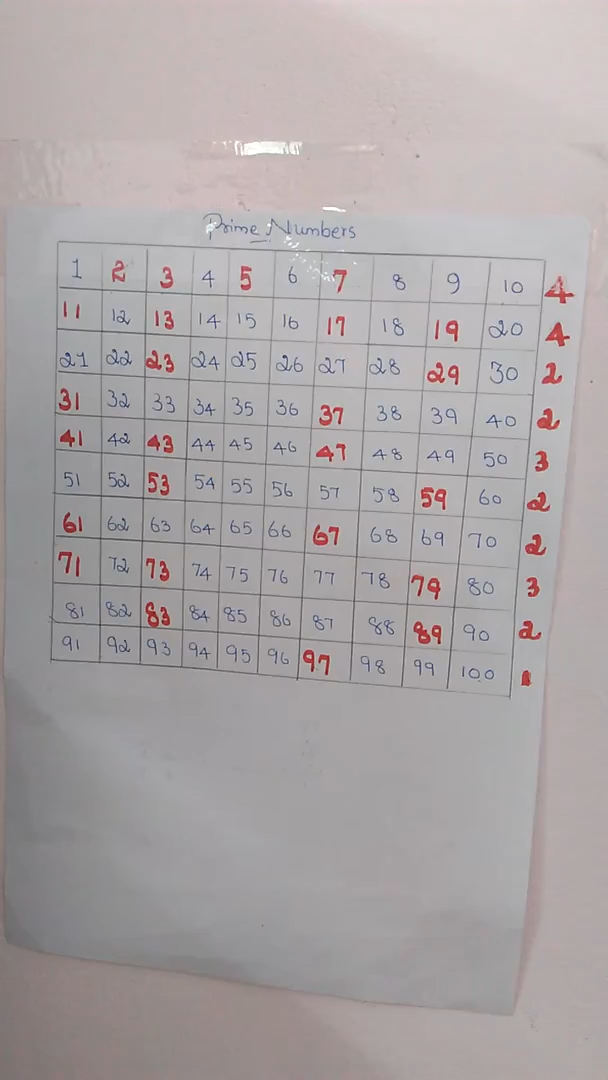 Prime Numbers
1 2 3 4 5 6 7 8 9 10 4
11 12 13 14 15 16 17 18 19 20 4
21 22 23 24 25 26 27 28 29 30 2
31 32 33 34 35 36 37 38 39 40 2
41 42 43 44 45 46 47 48 49 50 3
51 52 53 54 55 56 57 58 59 60 2
61 62 63 64 65 66 67 68 69 70 2
71 72 73 74 75 76 77 78 79 80 3
81 82 83 84 85 86 87 88 89 90 2
91 92 93 94 95 96 97 98 99 100 1